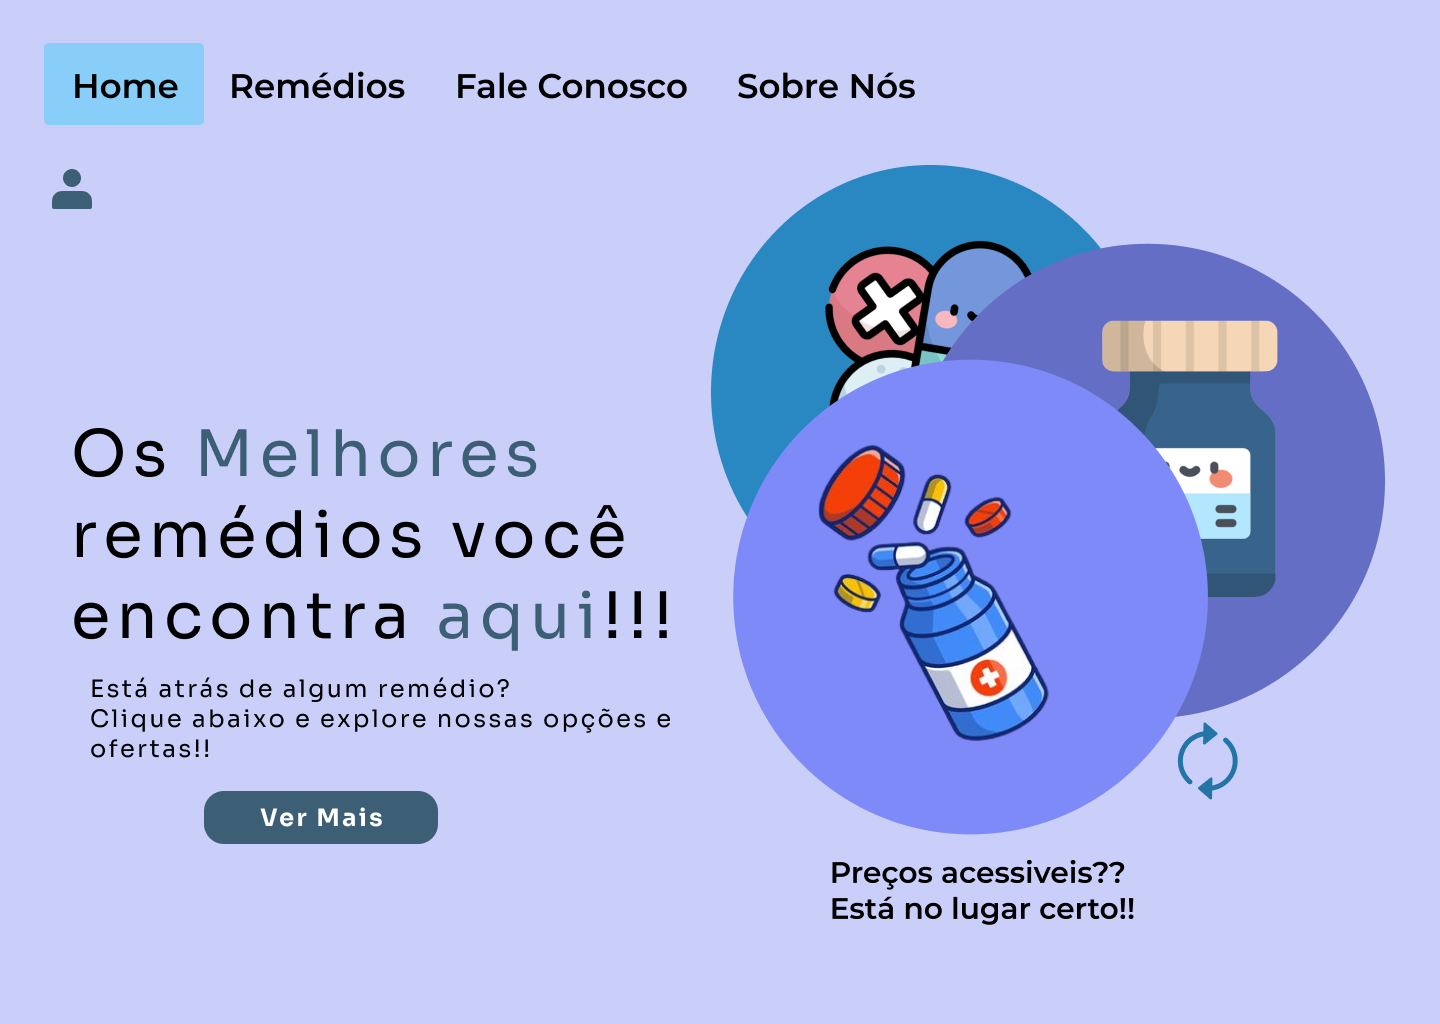 Home Remédios Fale Conosco Sobre Nós
Os Melhores
remédios você
encontra aqui!!!
Está atrás de algum remédio?
Clique abaixo e explore nossas opções e
ofertas!!
Ver Mais
Preços acessiveis??
Está no lugar certo!!